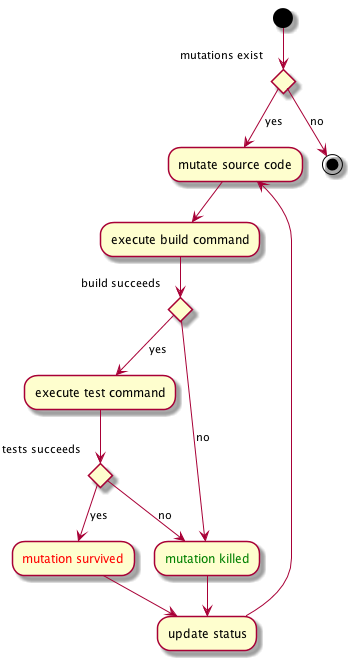 mutations exist
yes
no
mutate source code
execute build command
build succeeds
yes
execute test command
no
tests succeeds
yes
no
mutation survived
mutation killed
update status